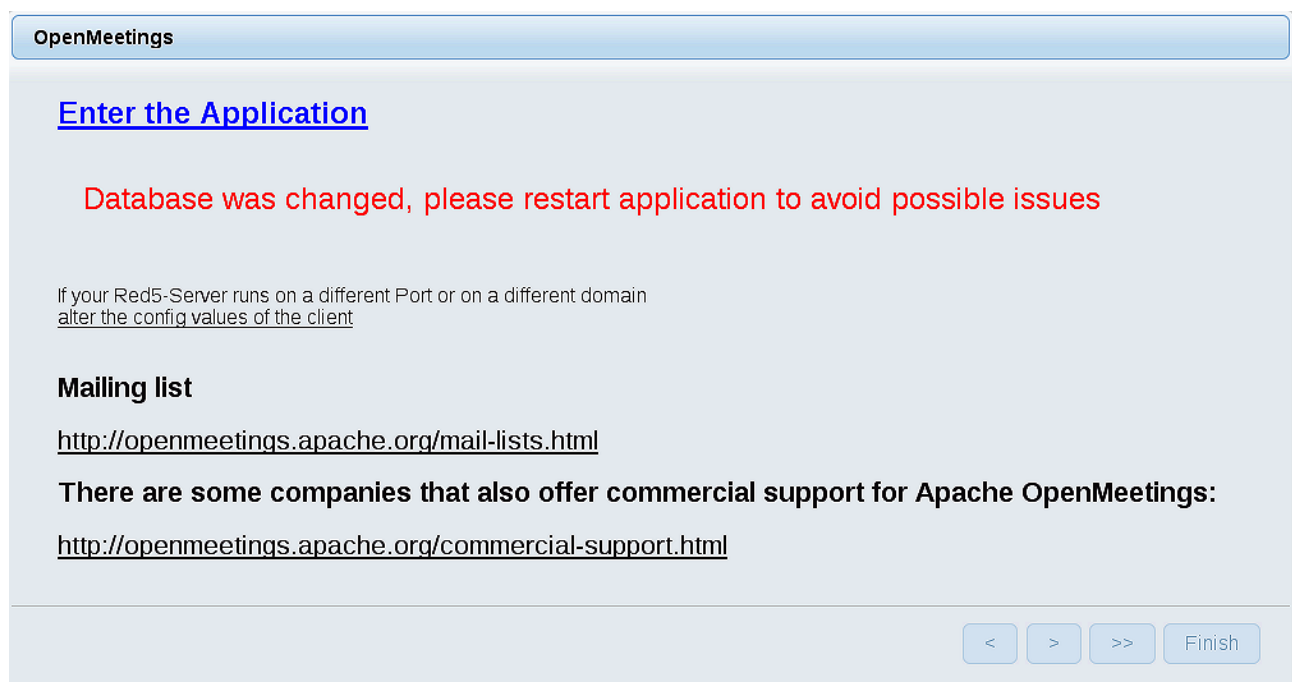 OpenMeetings
Enter the Application
Database was changed, please restart application to avoid possible issues
If your Red5-Server runs on a different Port or on a different domain
alter the config values of the client
Mailing list
http://openmeetings.apache.org/mail-lists.html
There are some companies that also offer commercial support for Apache OpenMeetings:
http://openmeetings.apache.org/commercial-support.html
< > >> Finish